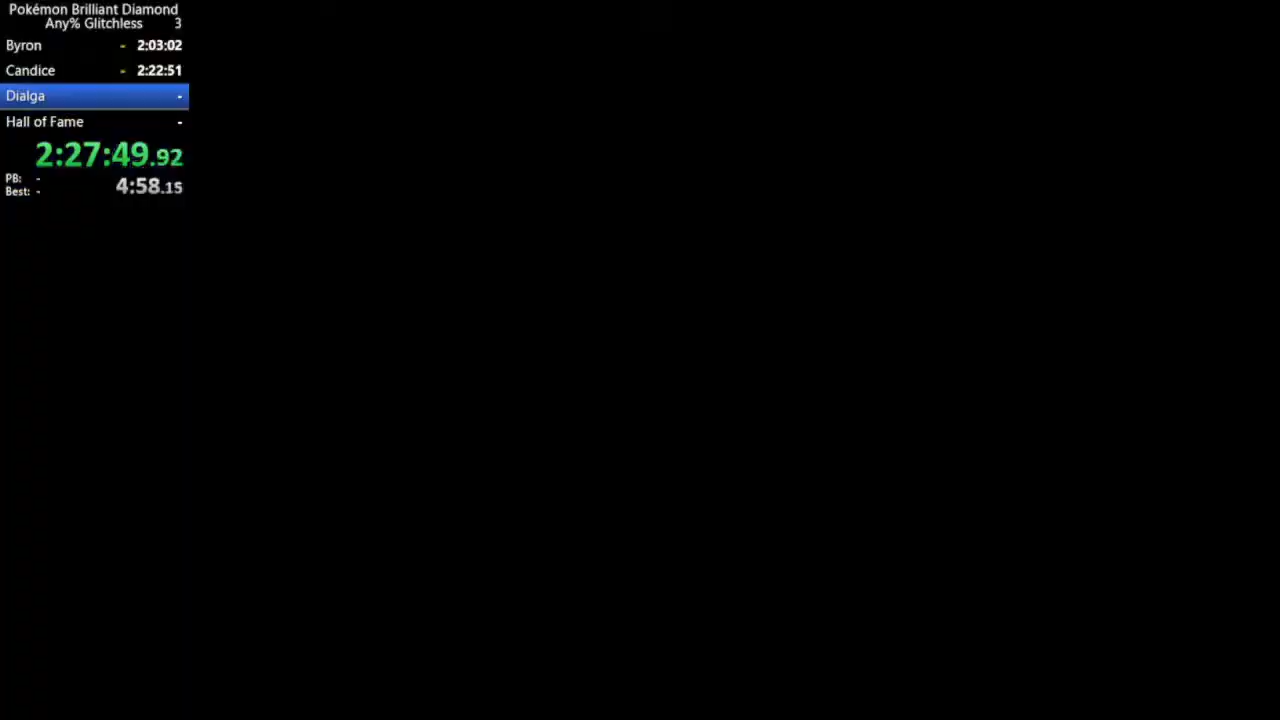 Pokémon Brilliant Diamond
Any% Glitchless 3
Byron - 2:03:02
Candice - 2:22:51
Dialga -
Hall of Fame -
2:27:49.92
PB: -
Best: - 4:58.15